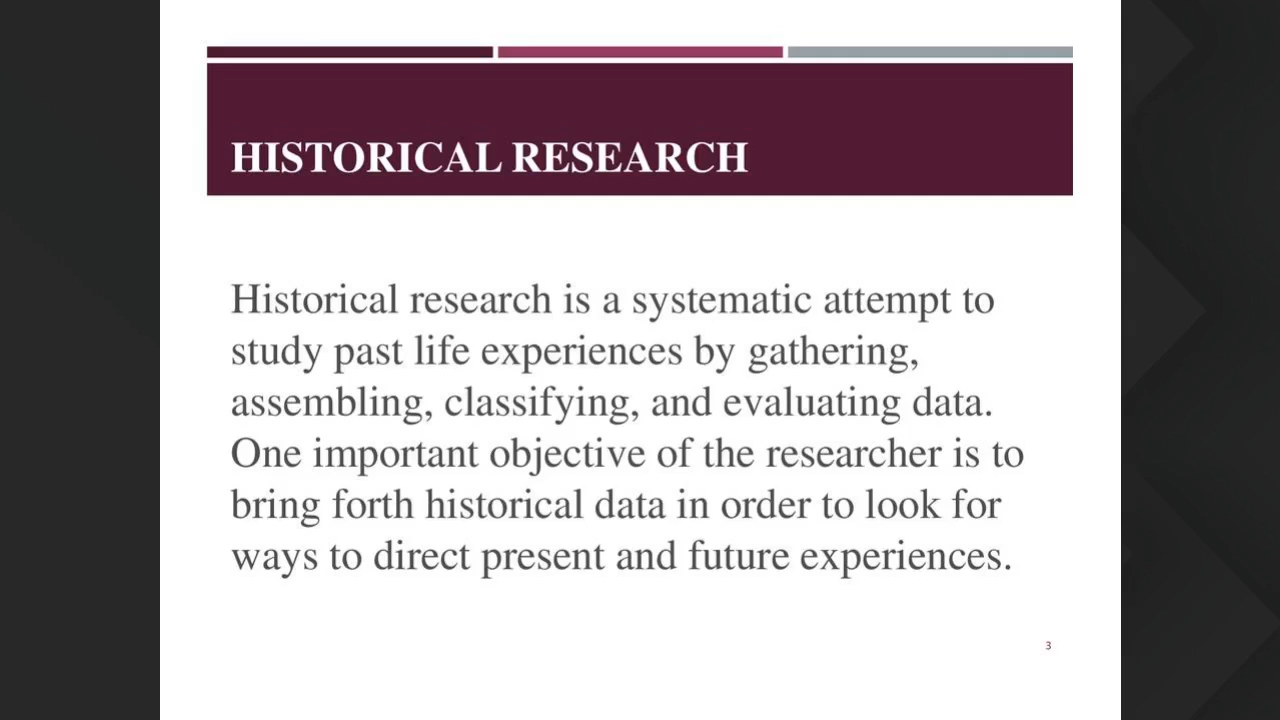 HISTORICAL RESEARCH
Historical research is a systematic attempt to
study past life experiences by gathering,
assembling, classifying, and evaluating data.
One important objective of the researcher is to
bring forth historical data in order to look for
ways to direct present and future experiences.
3